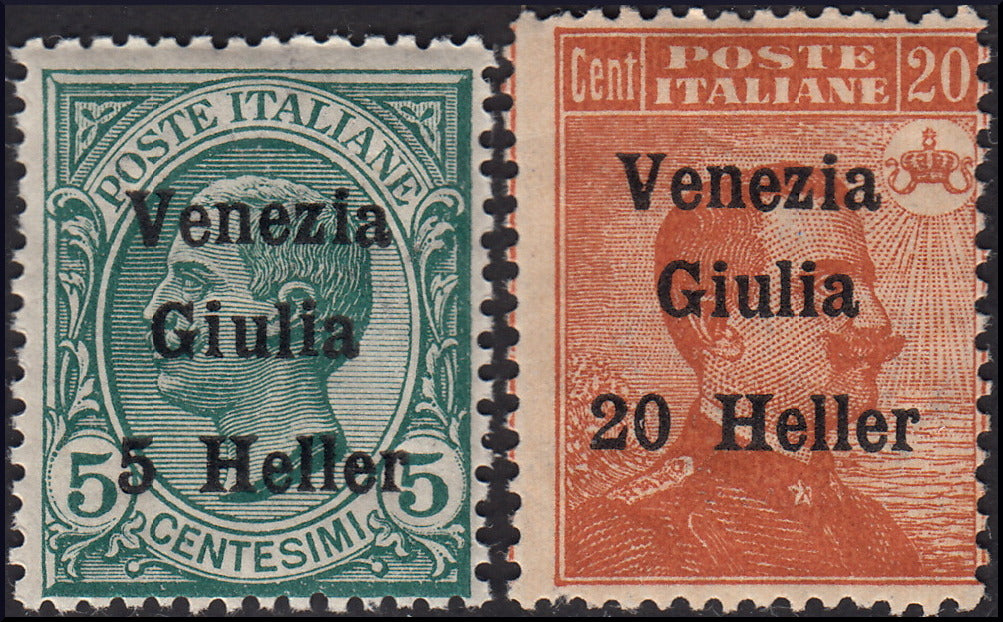 POSTE ITALIANE
Venezia
Giulia
5 Heller
5 5
CENTESIMI
Cent POSTE ITALIANE 20
Venezia
Giulia
20 Heller